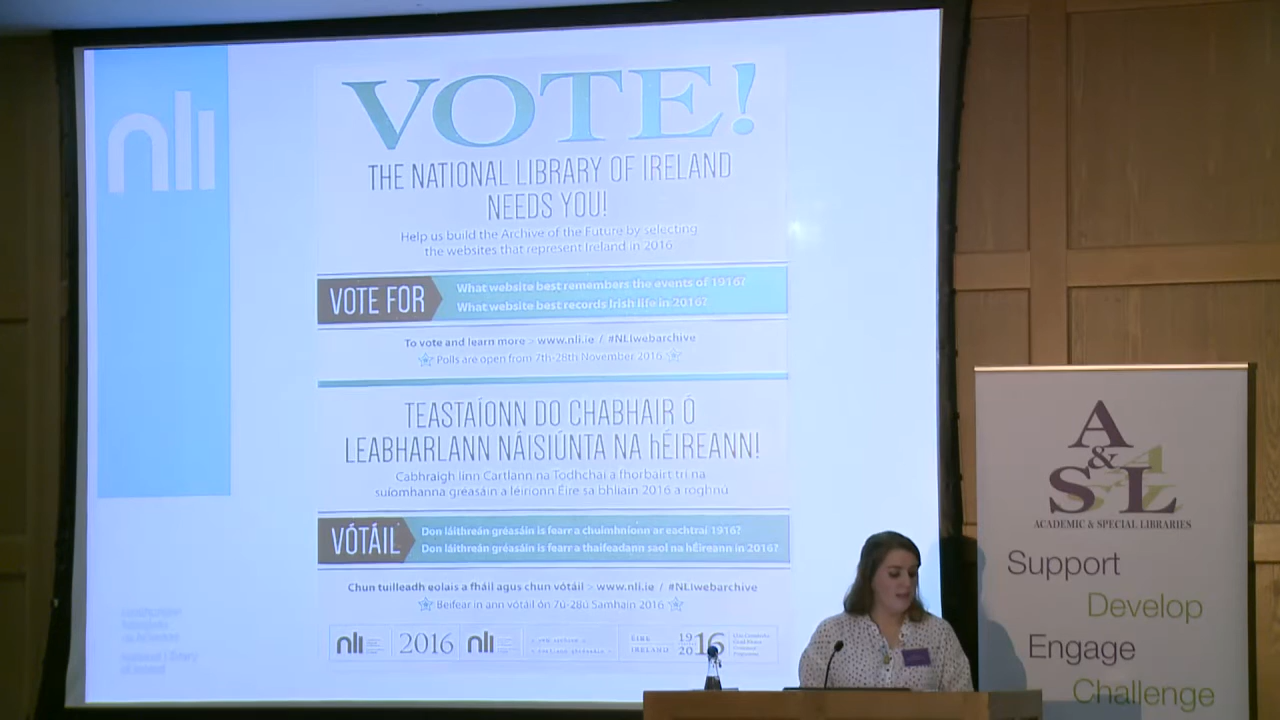 nli
VOTE!
THE NATIONAL LIBRARY OF IRELAND
NEEDS YOU!
Help us build the Archive of the Future by selecting
the websites that represent Ireland in 2016
VOTE FOR
What website best remembers the events of 1916?
What website best records Irish life in 2016?
To vote and learn more > www.nli.ie / #NLIwebarchive
Polls are open from 7th-28th November 2016
TEASTAÍONN DO CHABHAIR Ó
LEABHARLANN NÁISIÚNTA NA hÉIREANN!
Cabhraigh linn Cartlann na Todhchaí a fhorbairt trí na
suíomhanna gréasáin a léiríonn Éire sa bhliain 2016 a roghnú
VÓTÁIL
Don láithreán gréasáin is fearr a chuimhníonn ar eachtraí 1916?
Don láithreán gréasáin is fearr a thaifeadann saol na hÉireann in 2016?
Chun tuilleadh eolais a fháil agus chun vótáil > www.nli.ie / #NLIwebarchive
Beifear in ann vótáil ón 7ú-28ú Samhain 2016
nli 2016 nli
ÉIRE 1916
IRELAND 2016
A&SL
ACADEMIC & SPECIAL LIBRARIES
Support
Develop
Engage
Challenge